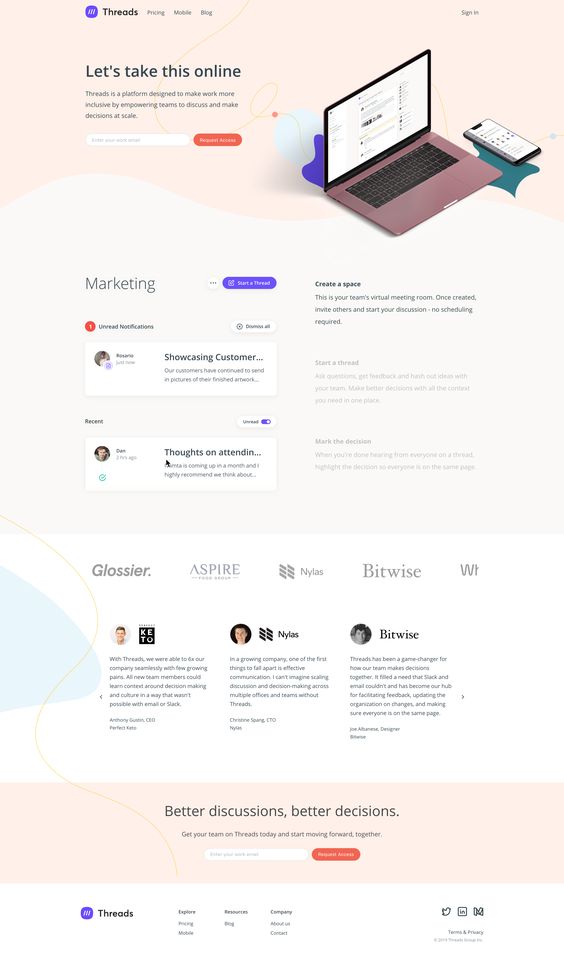 Threads Pricing Mobile Blog Sign In
Let's take this online
Threads is a platform designed to make work more
inclusive by empowering teams to discuss and make
decisions at scale.
Enter your work email Request Access
Marketing
Start a Thread
1 Unread Notifications Dismiss all
Rosario
Just now
Showcasing Customer...
Our customers have continued to send
in pictures of their finished artwork...
Recent Unread
Dan
2 hrs ago
Thoughts on attendin...
is coming up in a month and I
highly recommend we think about...
Create a space
This is your team's virtual meeting room. Once created,
invite others and start your discussion - no scheduling
required.
Start a thread
Ask questions, get feedback and hash out ideas with
your team. Make better decisions with all the context
you need in one place.
Mark the decision
When you're done hearing from everyone on a thread,
highlight the decision so everyone is on the same page.
Glossier. ASPIRE Nylas Bitwise Wh
FOOD GROUP
PERFECT
KE
TO
With Threads, we were able to 6x our
company seamlessly with few growing
pains. All new team members could
learn context around decision making
and culture in a way that wasn't
possible with email or Slack.
Anthony Gustin, CEO
Perfect Keto
Nylas
In a growing company, one of the first
things to fall apart is effective
communication. I can't imagine scaling
discussion and decision-making across
multiple offices and teams without
Threads.
Christine Spang, CTO
Nylas
Bitwise
Threads has been a game-changer for
how our team makes decisions
together. It filled a need that Slack and
email couldn't and has become our hub
for facilitating feedback, updating the
organization on changes, and making
sure everyone is on the same page.
Joe Albanese, Designer
Bitwise
Better discussions, better decisions.
Get your team on Threads today and start moving forward, together.
Enter your work email Request Access
Threads
Explore
Pricing
Mobile
Resources
Blog
Company
About us
Contact
Terms & Privacy
© 2019 Threads Group Inc.